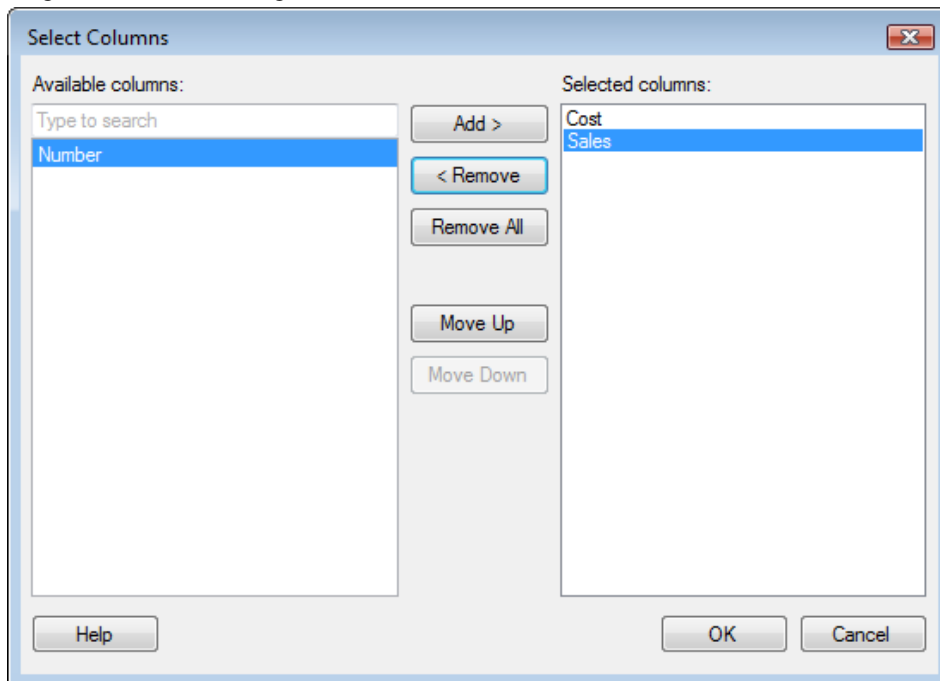 Select Columns
Available columns:
Selected columns:
Type to search
Number
Add >
< Remove
Remove All
Move Up
Move Down
Cost
Sales
Help
OK
Cancel